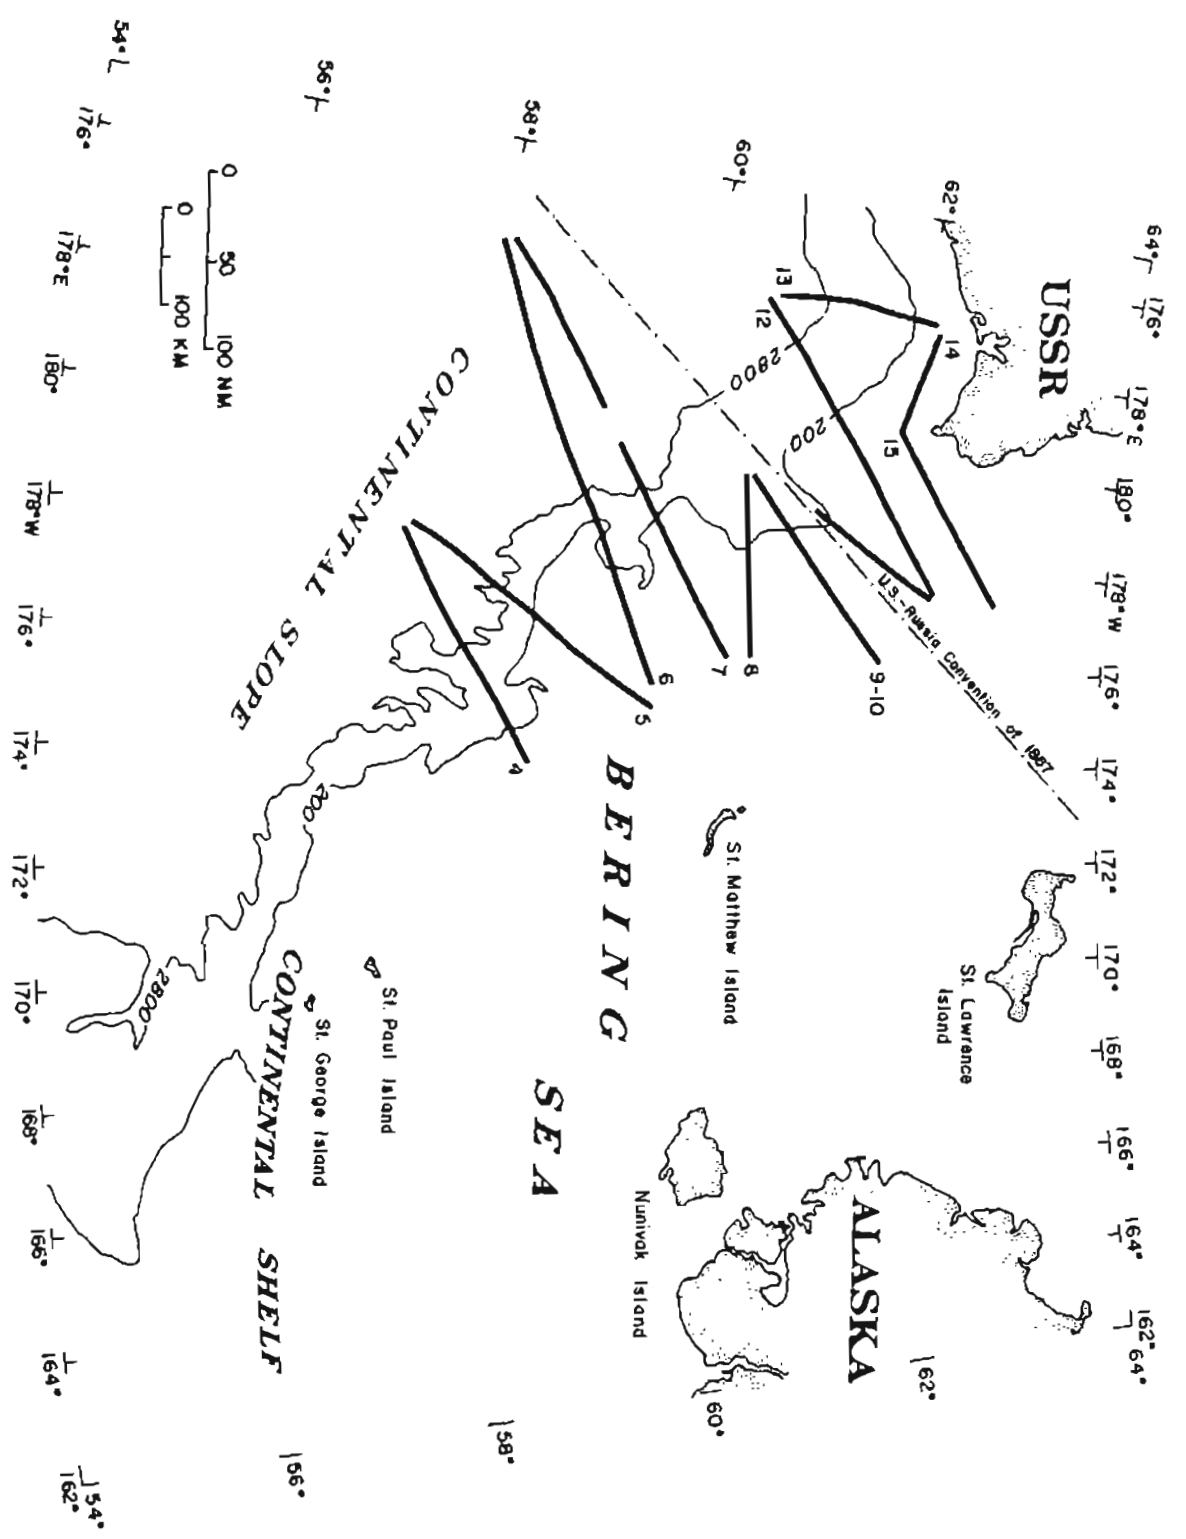 64°
176°
178°E
180°
178°W
176°
174°
172°
170°
168°
166°
164°
162°
64°
USSR
62°
14
13
12
15
60°
2800
200
U.S.-Russia Convention of 1867
St. Lawrence
Island
ALASKA
62°
9-10
8
7
58°
St. Matthew Island
60°
6
5
BERING
SEA
Nunivak Island
4
58°
CONTINENTAL SLOPE
56°
200
St. Paul Island
St. George Island
CONTINENTAL SHELF
56°
0 50 100 NM
0 100 KM
2800
54°
176°
178°E
180°
178°W
176°
174°
172°
170°
168°
166°
164°
162°
54°